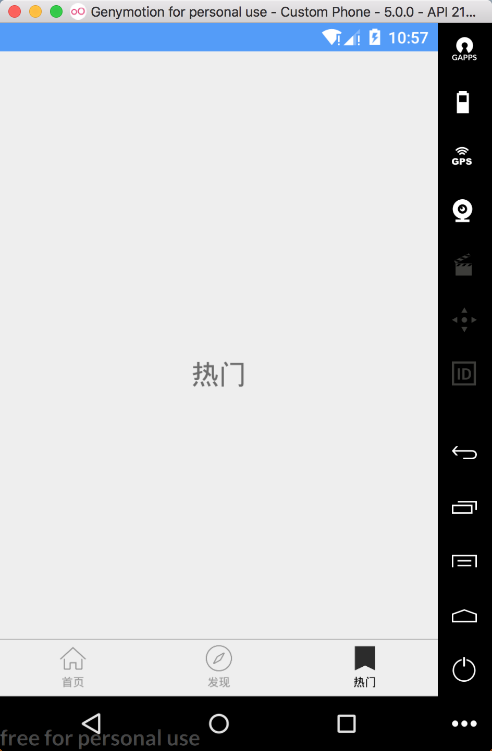 Genymotion for personal use - Custom Phone - 5.0.0 - API 21...
10:57
GAPPS
GPS
ID
热门
首页
发现
热门
free for personal use